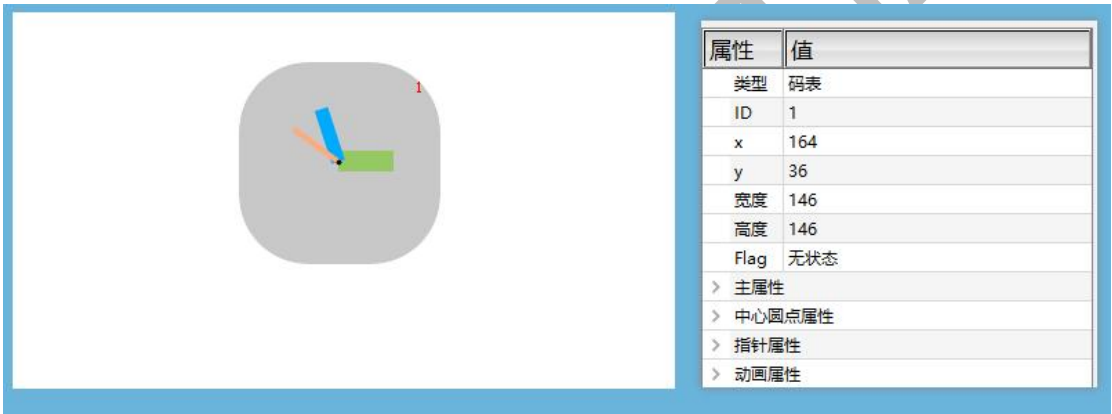 1
属性 值
类型 码表
ID 1
x 164
y 36
宽度 146
高度 146
Flag 无状态
> 主属性
> 中心圆点属性
> 指针属性
> 动画属性